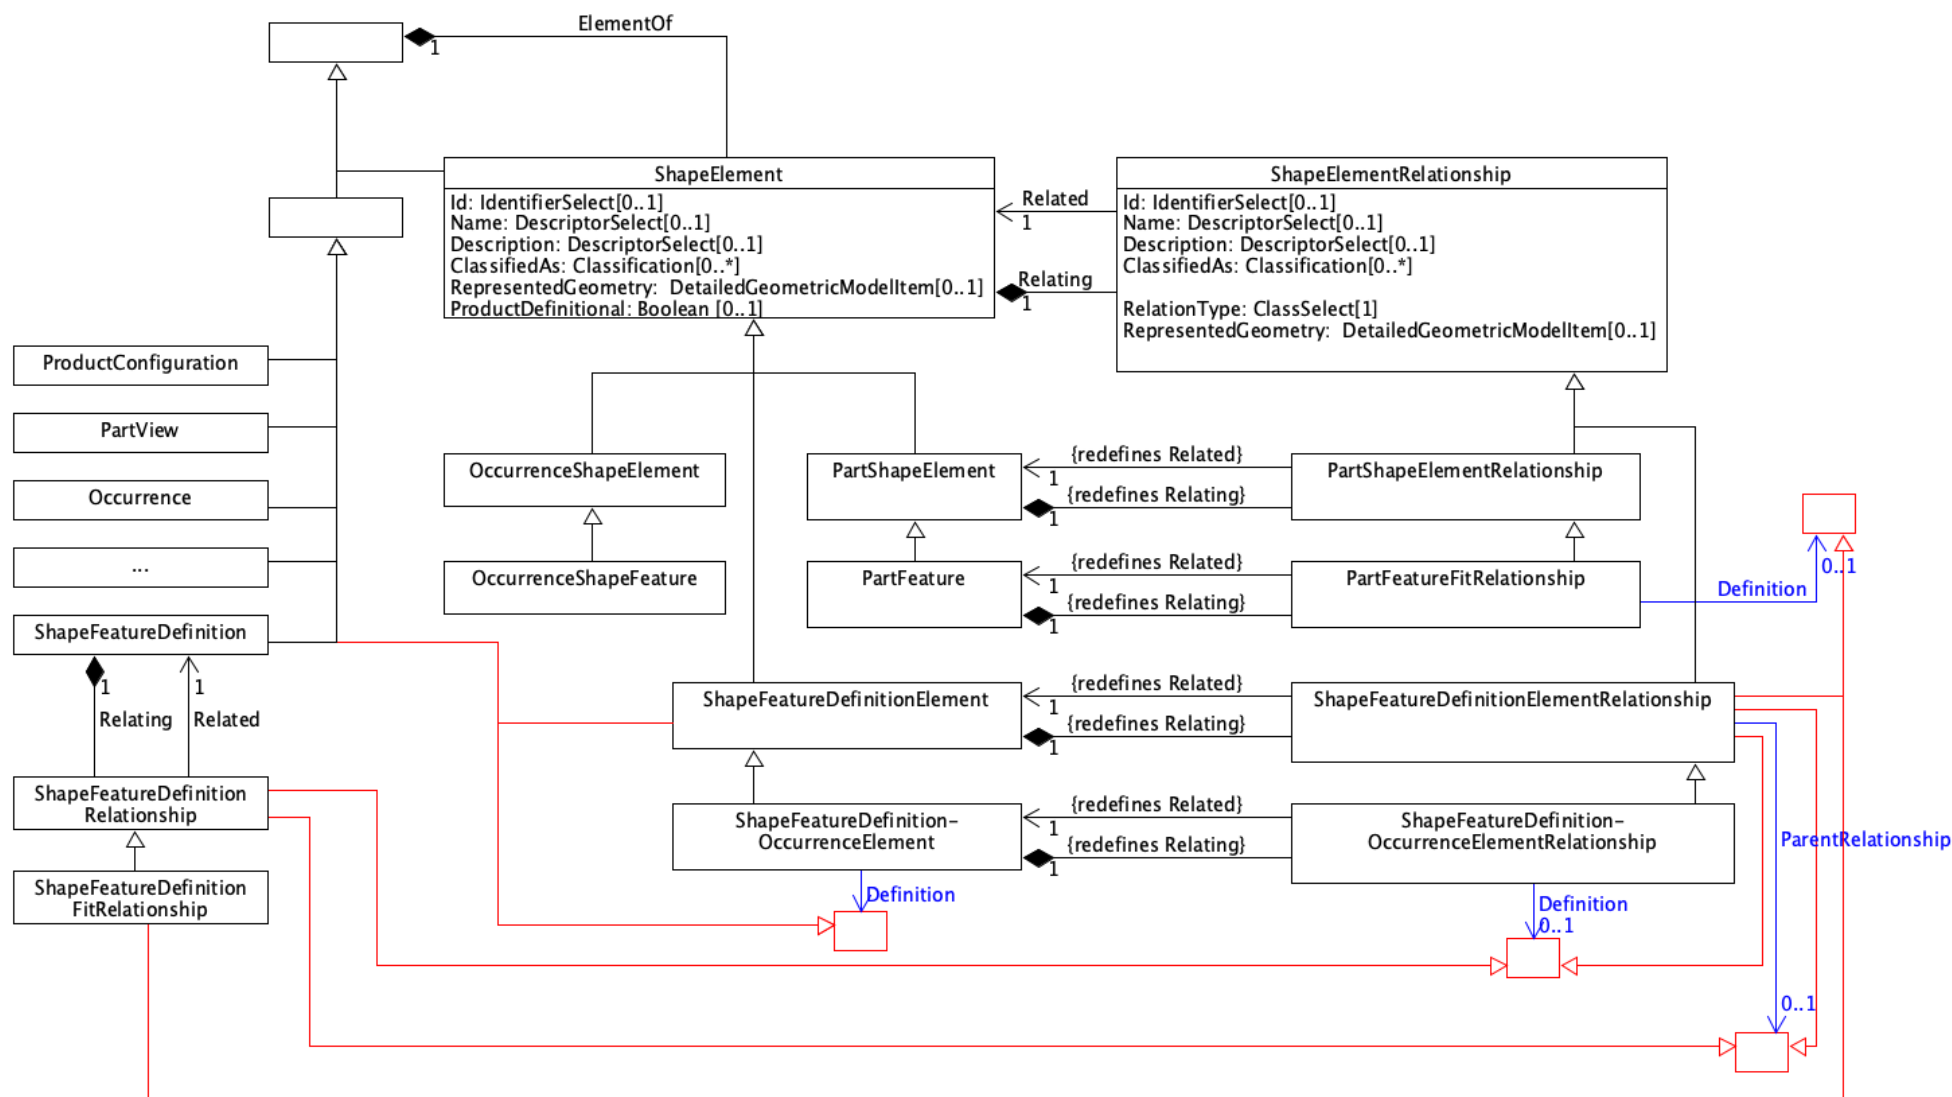 ElementOf
1
ShapeElement
Id: IdentifierSelect[0..1]
Name: DescriptorSelect[0..1]
Description: DescriptorSelect[0..1]
ClassifiedAs: Classification[0..*]
RepresentedGeometry: DetailedGeometricModelItem[0..1]
ProductDefinitional: Boolean [0..1]
Related
1
Relating
1
ShapeElementRelationship
Id: IdentifierSelect[0..1]
Name: DescriptorSelect[0..1]
Description: DescriptorSelect[0..1]
ClassifiedAs: Classification[0..*]
RelationType: ClassSelect[1]
RepresentedGeometry: DetailedGeometricModelItem[0..1]
ProductConfiguration
PartView
Occurrence
...
ShapeFeatureDefinition
1
1
Relating
Related
ShapeFeatureDefinition
Relationship
ShapeFeatureDefinition
FitRelationship
OccurrenceShapeElement
OccurrenceShapeFeature
PartShapeElement
{redefines Related}
1
{redefines Relating}
1
PartShapeElementRelationship
PartFeature
{redefines Related}
1
{redefines Relating}
1
PartFeatureFitRelationship
Definition
0..1
ShapeFeatureDefinitionElement
{redefines Related}
1
{redefines Relating}
1
ShapeFeatureDefinitionElementRelationship
ShapeFeatureDefinition-
OccurrenceElement
{redefines Related}
1
{redefines Relating}
1
ShapeFeatureDefinition-
OccurrenceElementRelationship
ParentRelationship
Definition
Definition
0..1
0..1